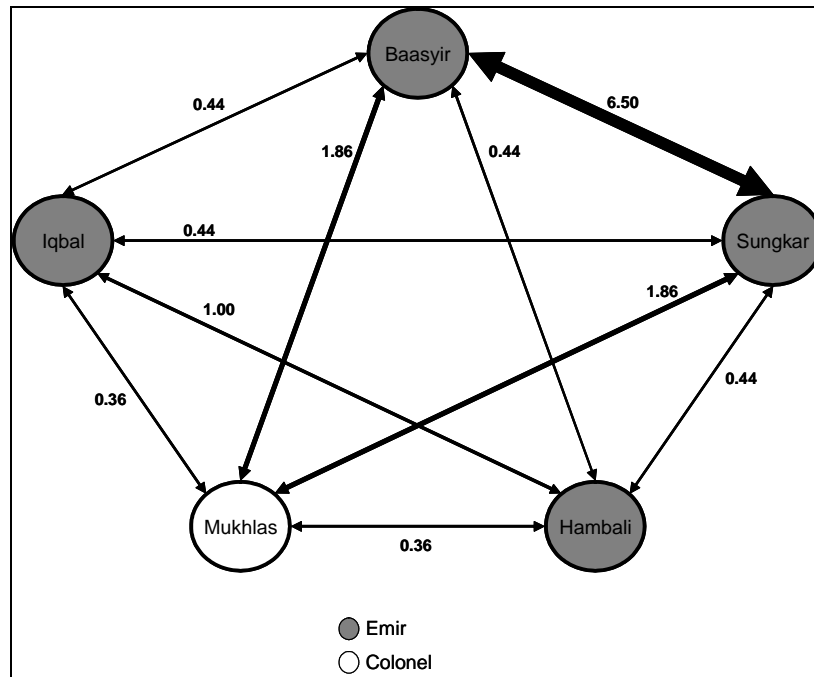 Baasyir
6.50
0.44
1.86
0.44
Iqbal
0.44
Sungkar
1.00
1.86
0.36
0.44
Mukhlas
0.36
Hambali
Emir
Colonel